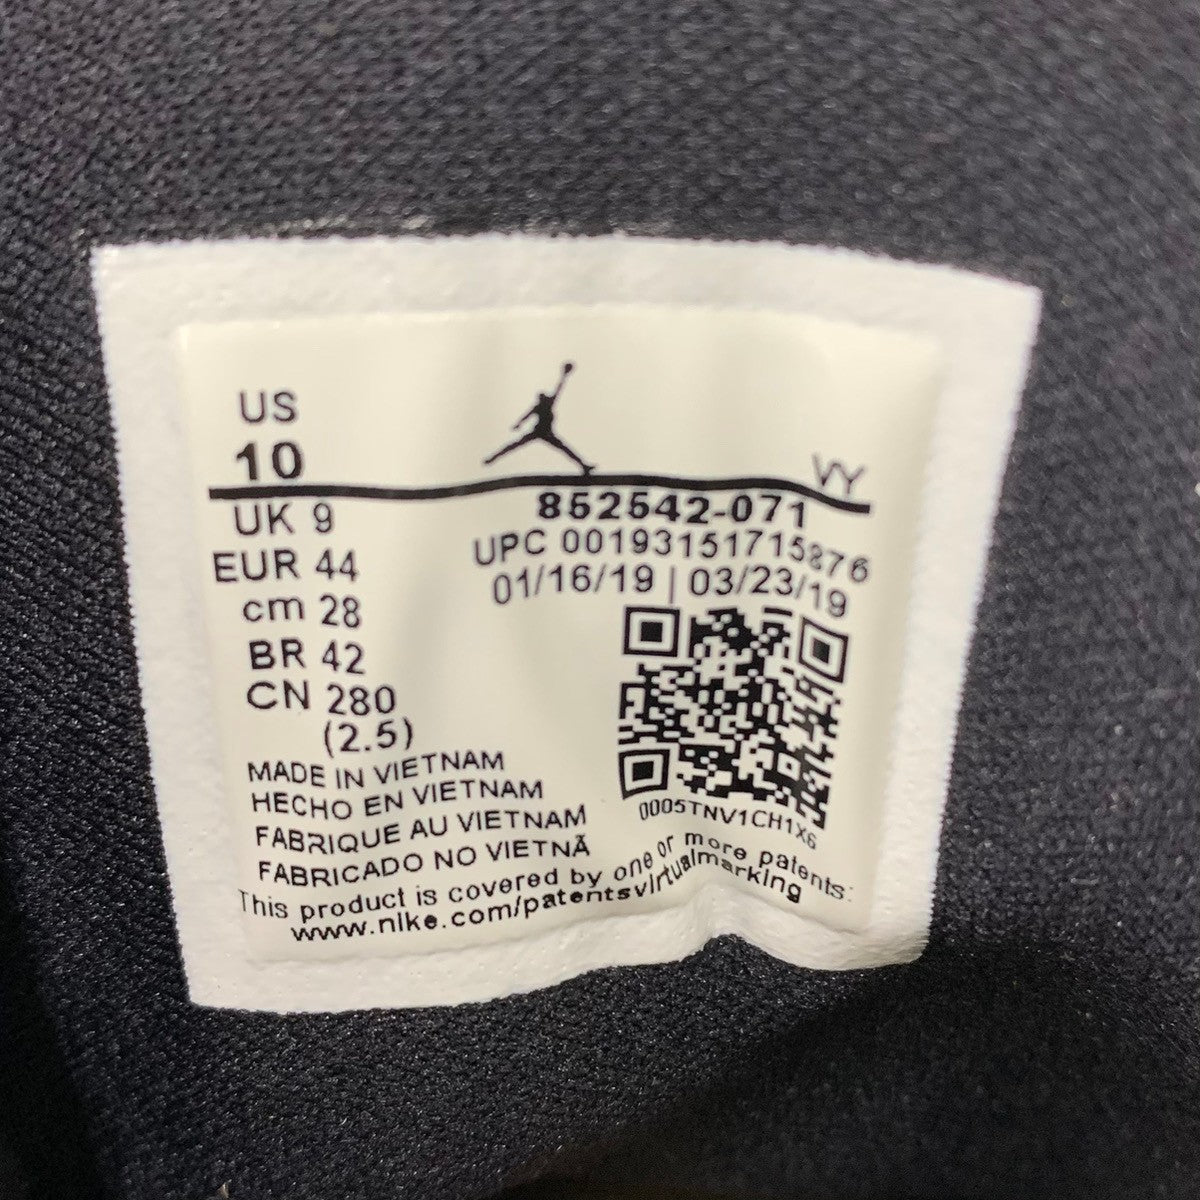 US
10
VY
852542-071
UK 9
UPC 00193151715876
EUR 44
01/16/19 | 03/23/19
cm 28
BR 42
CN 280
(2.5)
MADE IN VIETNAM
HECHO EN VIETNAM
FABRIQUE AU VIETNAM
FABRICADO NO VIETNÃ
0005TNV1CH1X6
This product is covered by one or more patents:
www.nike.com/patentsvirtualmarking